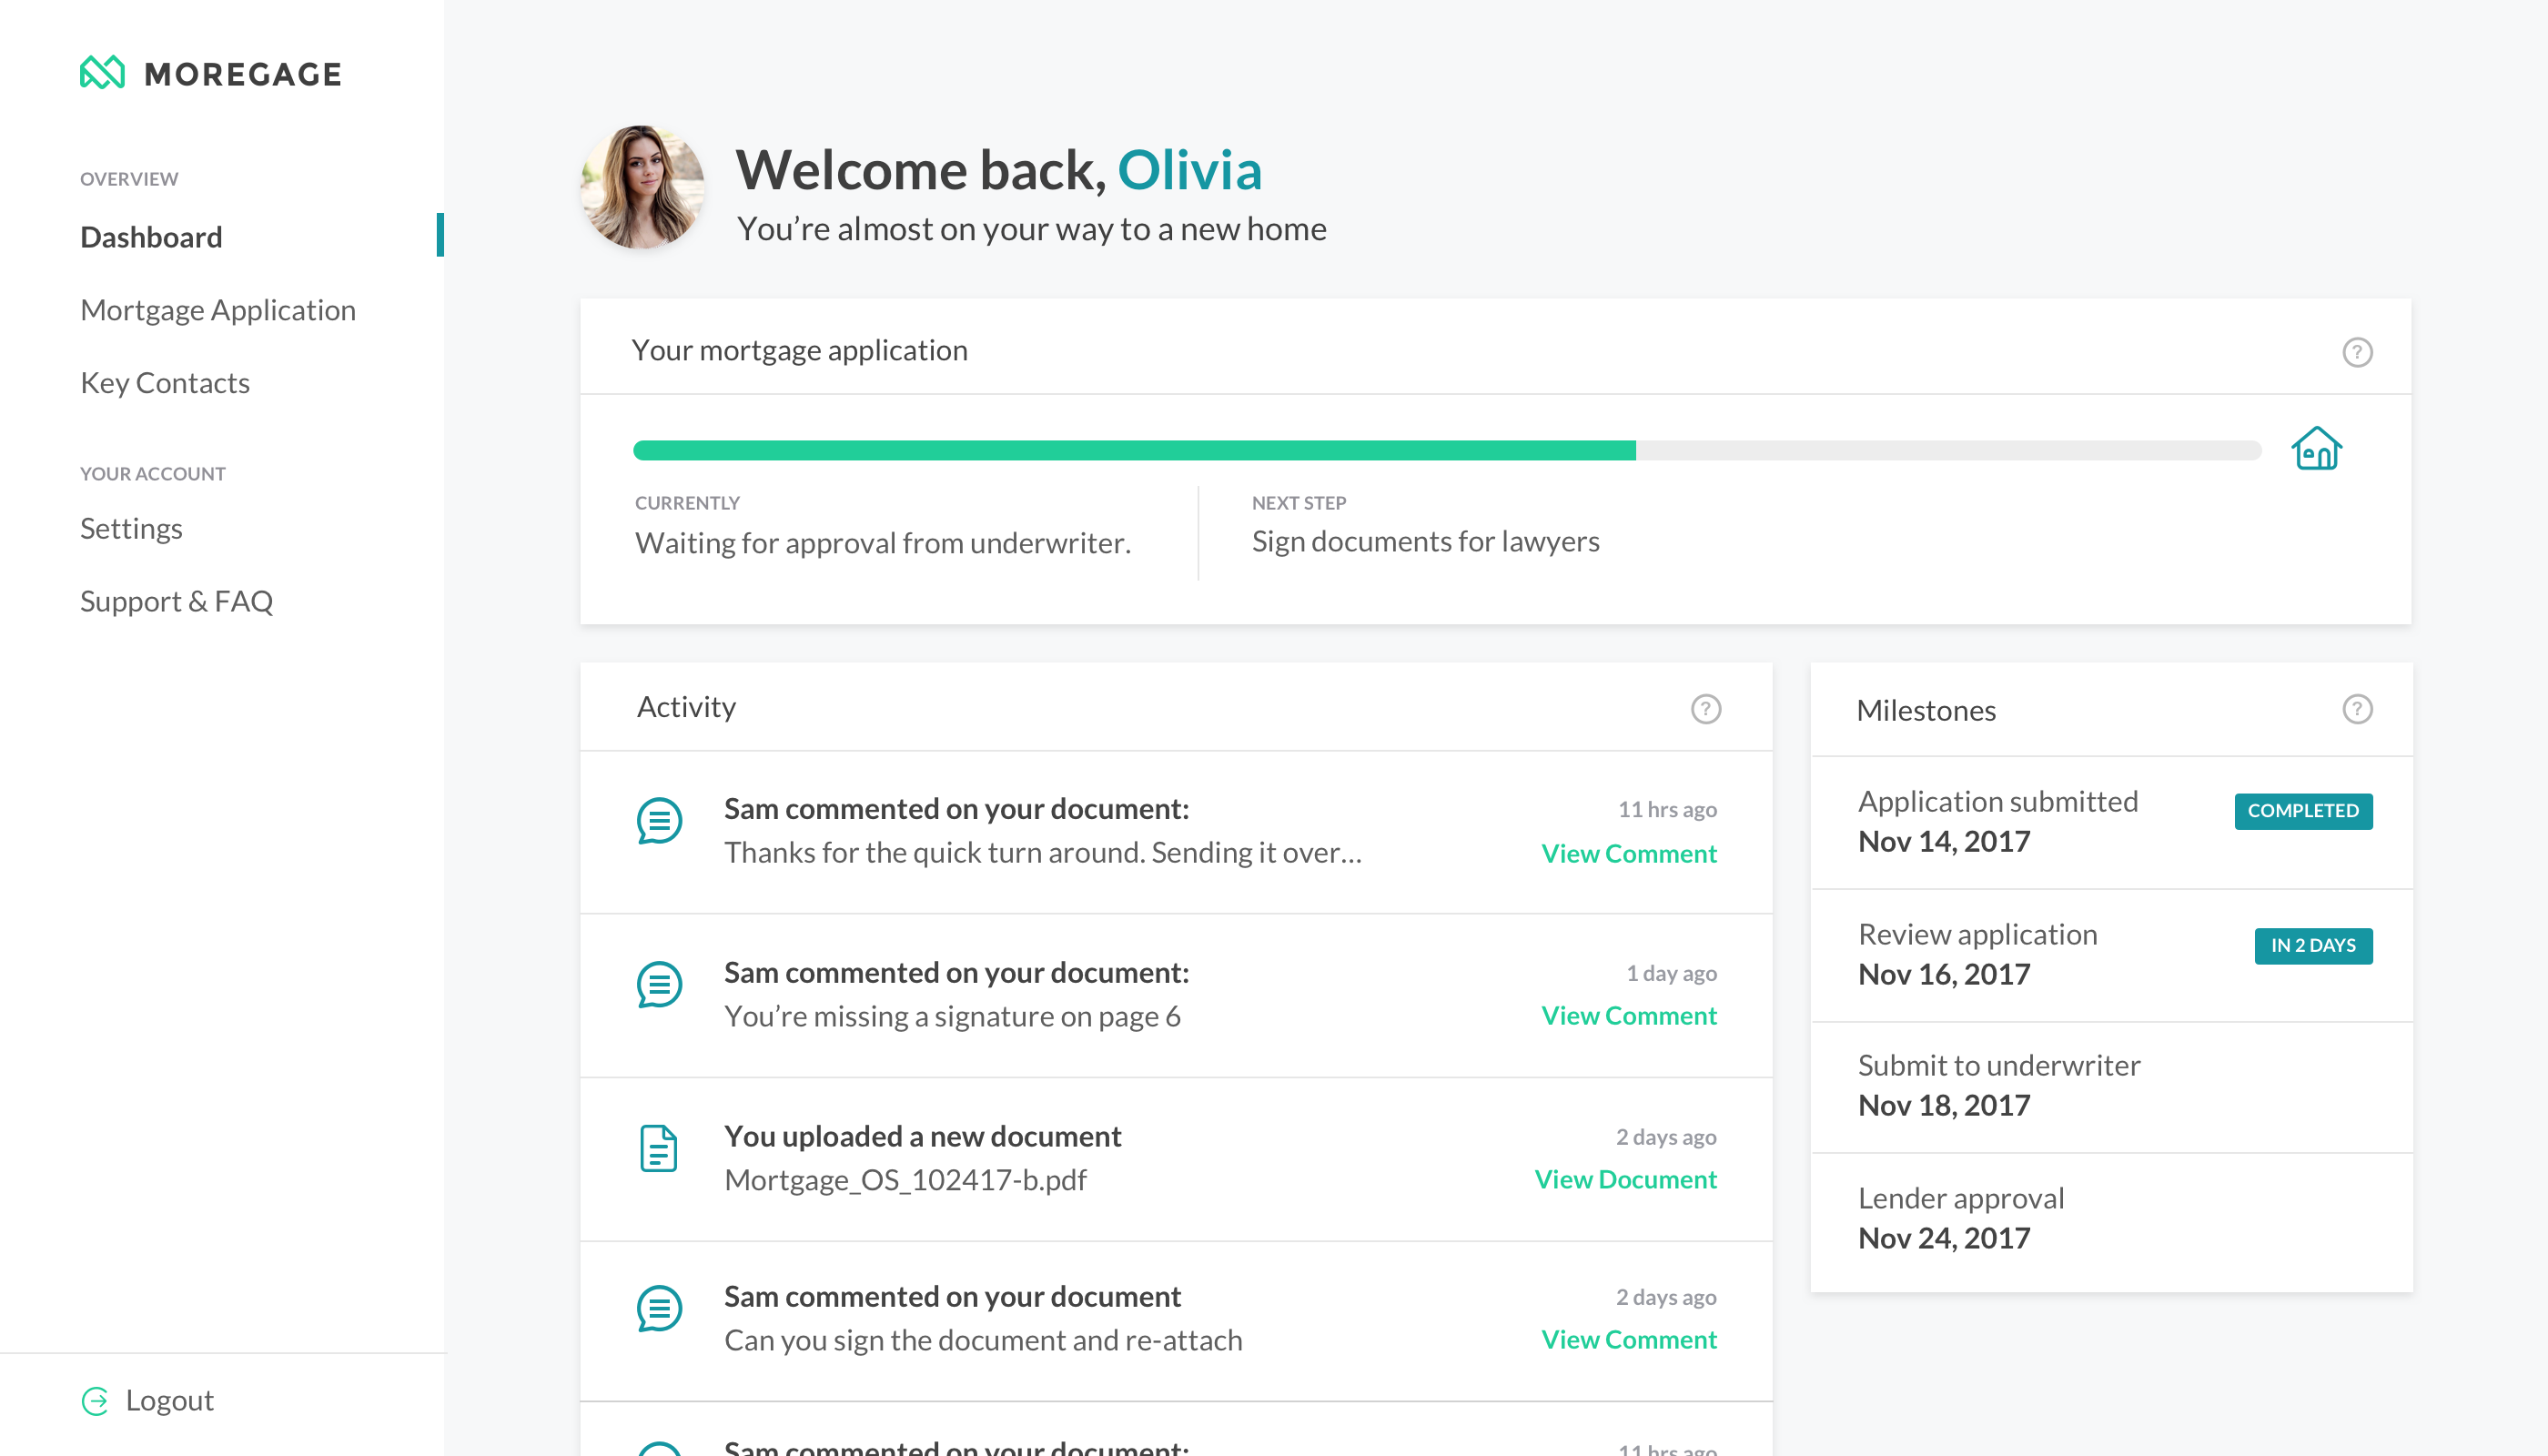 MOREGAGE
OVERVIEW
Dashboard
Mortgage Application
Key Contacts
YOUR ACCOUNT
Settings
Support & FAQ
Logout
Welcome back, Olivia
You’re almost on your way to a new home
Your mortgage application
?
CURRENTLY
Waiting for approval from underwriter.
NEXT STEP
Sign documents for lawyers
Activity
?
Sam commented on your document:
11 hrs ago
Thanks for the quick turn around. Sending it over...
View Comment
Sam commented on your document:
1 day ago
You’re missing a signature on page 6
View Comment
You uploaded a new document
2 days ago
Mortgage_OS_102417-b.pdf
View Document
Sam commented on your document
2 days ago
Can you sign the document and re-attach
View Comment
Sam commented on your document:
11 hrs ago
Milestones
?
Application submitted
COMPLETED
Nov 14, 2017
Review application
IN 2 DAYS
Nov 16, 2017
Submit to underwriter
Nov 18, 2017
Lender approval
Nov 24, 2017